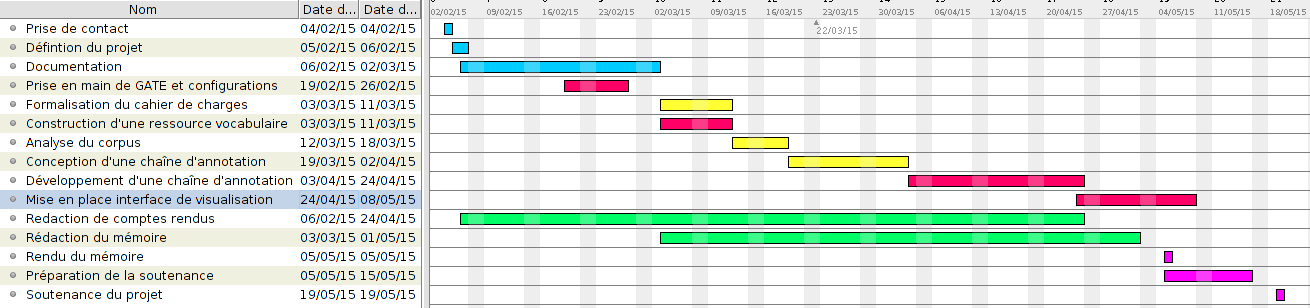 Nom Date d... Date d...
02/02/15 09/02/15 16/02/15 23/02/15 02/03/15 09/03/15 16/03/15 23/03/15 30/03/15 06/04/15 13/04/15 20/04/15 27/04/15 04/05/15 11/05/15 18/05/15
22/03/15
Prise de contact 04/02/15 04/02/15
Défintion du projet 05/02/15 06/02/15
Documentation 06/02/15 02/03/15
Prise en main de GATE et configurations 19/02/15 26/02/15
Formalisation du cahier de charges 03/03/15 11/03/15
Construction d'une ressource vocabulaire 03/03/15 11/03/15
Analyse du corpus 12/03/15 18/03/15
Conception d'une chaîne d'annotation 19/03/15 02/04/15
Développement d'une chaîne d'annotation 03/04/15 24/04/15
Mise en place interface de visualisation 24/04/15 08/05/15
Redaction de comptes rendus 06/02/15 24/04/15
Rédaction du mémoire 03/03/15 01/05/15
Rendu du mémoire 05/05/15 05/05/15
Préparation de la soutenance 05/05/15 15/05/15
Soutenance du projet 19/05/15 19/05/15